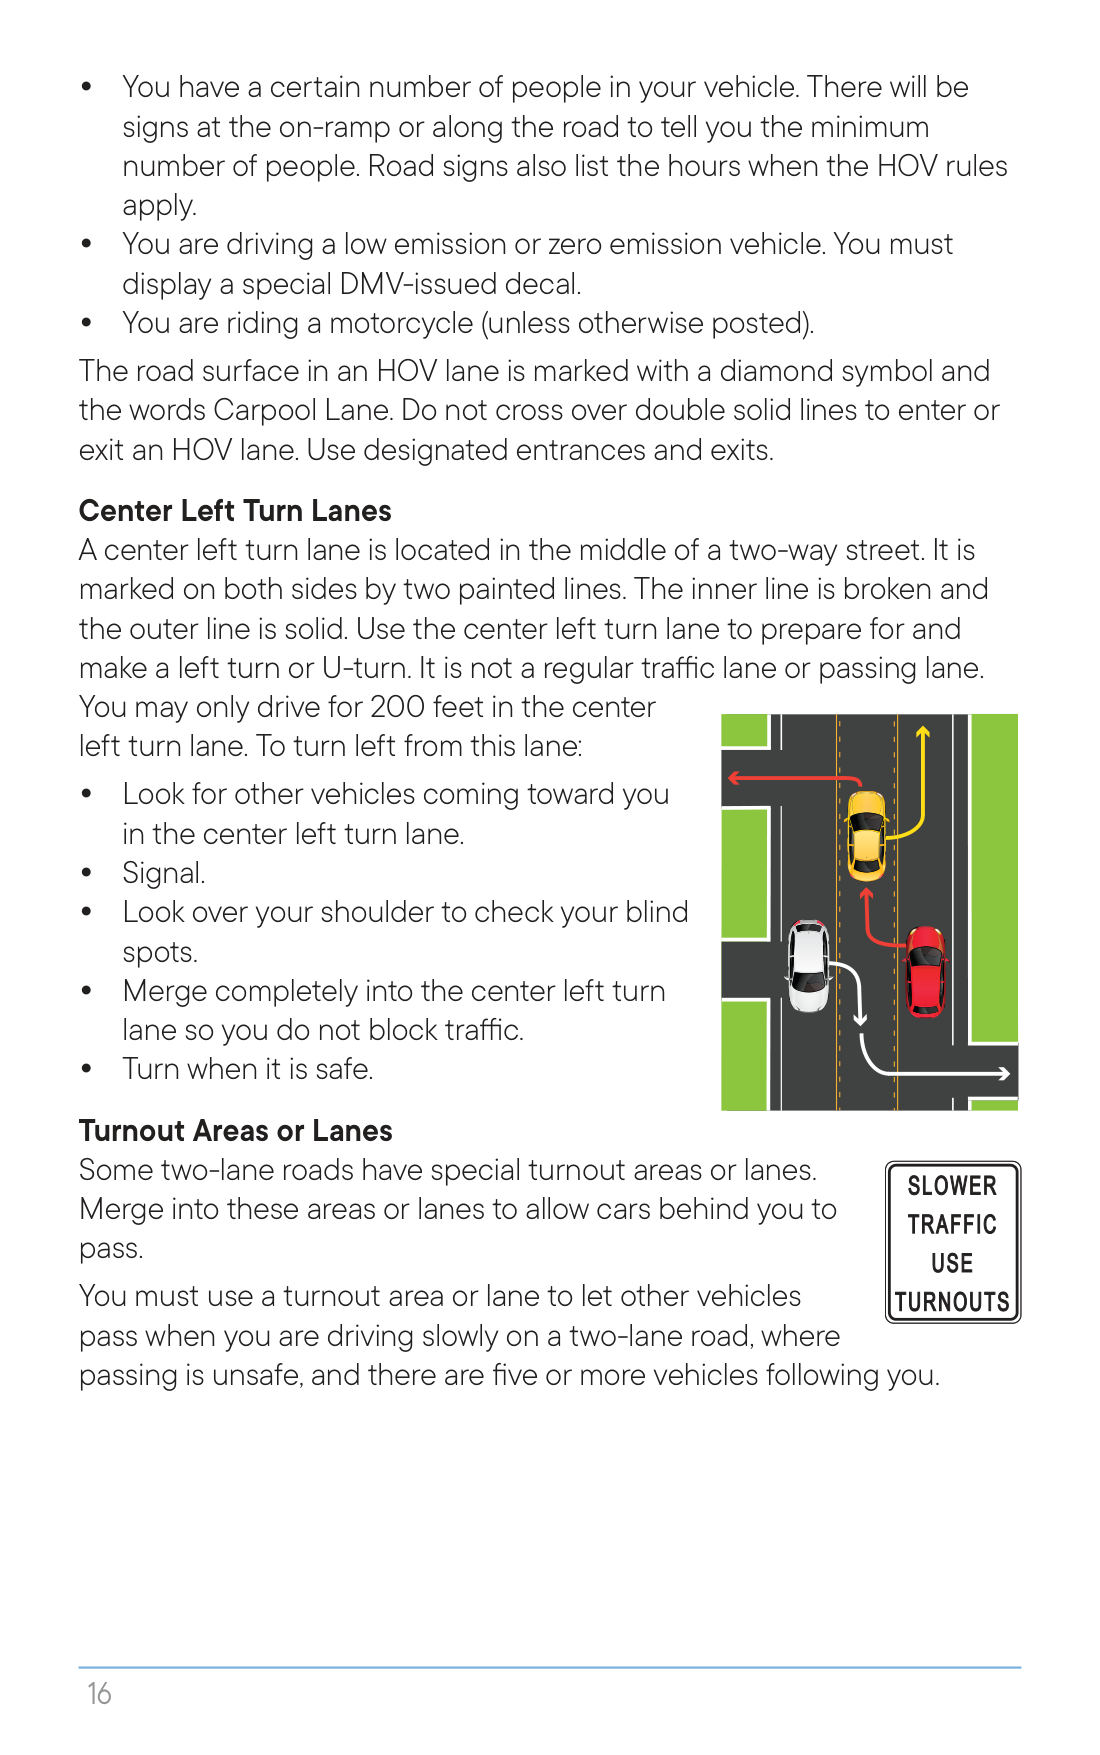 • You have a certain number of people in your vehicle. There will be
signs at the on-ramp or along the road to tell you the minimum
number of people. Road signs also list the hours when the HOV rules
apply.
• You are driving a low emission or zero emission vehicle. You must
display a special DMV-issued decal.
• You are riding a motorcycle (unless otherwise posted).
The road surface in an HOV lane is marked with a diamond symbol and
the words Carpool Lane. Do not cross over double solid lines to enter or
exit an HOV lane. Use designated entrances and exits.
Center Left Turn Lanes
A center left turn lane is located in the middle of a two-way street. It is
marked on both sides by two painted lines. The inner line is broken and
the outer line is solid. Use the center left turn lane to prepare for and
make a left turn or U-turn. It is not a regular traffic lane or passing lane.
You may only drive for 200 feet in the center
left turn lane. To turn left from this lane:
• Look for other vehicles coming toward you
in the center left turn lane.
• Signal.
• Look over your shoulder to check your blind
spots.
• Merge completely into the center left turn
lane so you do not block traffic.
• Turn when it is safe.
Turnout Areas or Lanes
Some two-lane roads have special turnout areas or lanes.
Merge into these areas or lanes to allow cars behind you to
pass.
You must use a turnout area or lane to let other vehicles
pass when you are driving slowly on a two-lane road, where
passing is unsafe, and there are five or more vehicles following you.
SLOWER
TRAFFIC
USE
TURNOUTS
16